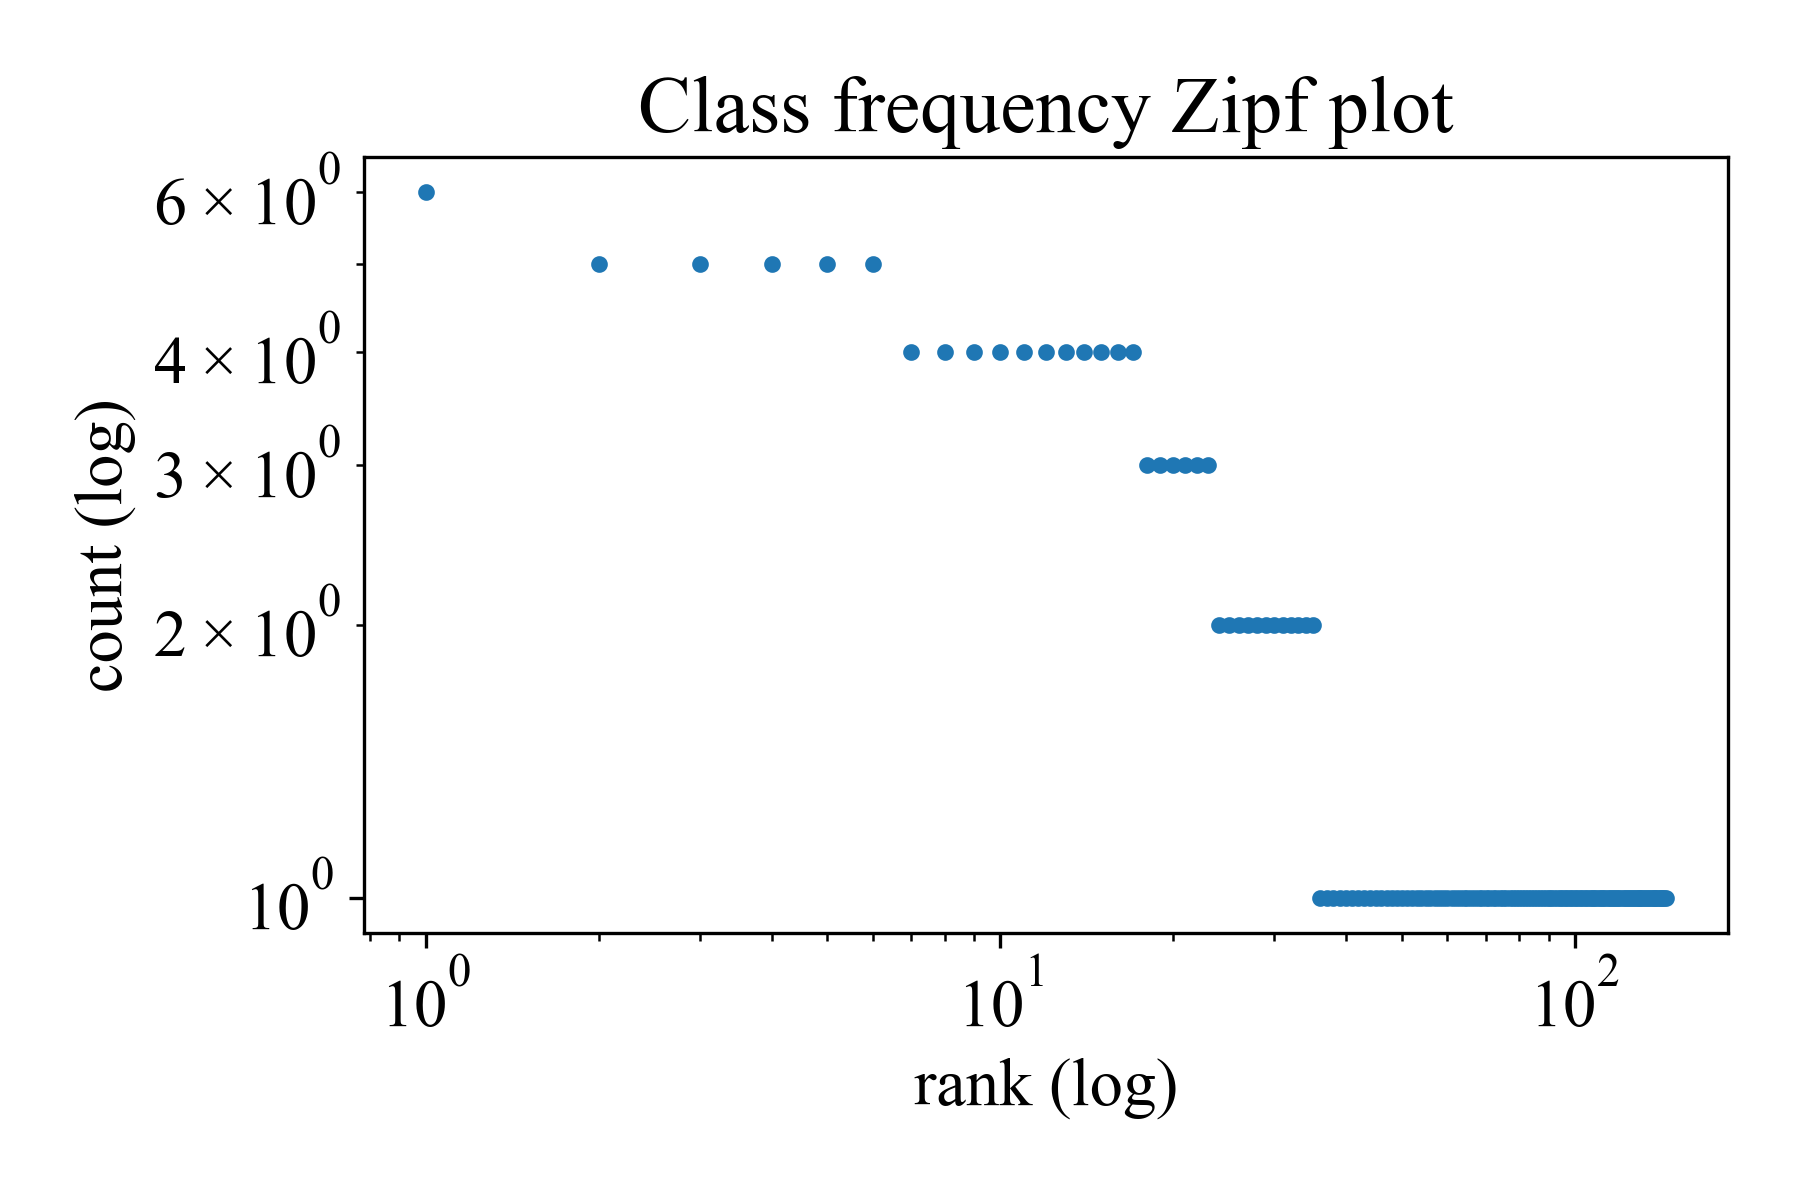 Class frequency Zipf plot
6 × 10⁰
4 × 10⁰
3 × 10⁰
2 × 10⁰
10⁰
count (log)
10⁰ 10¹ 10²
rank (log)